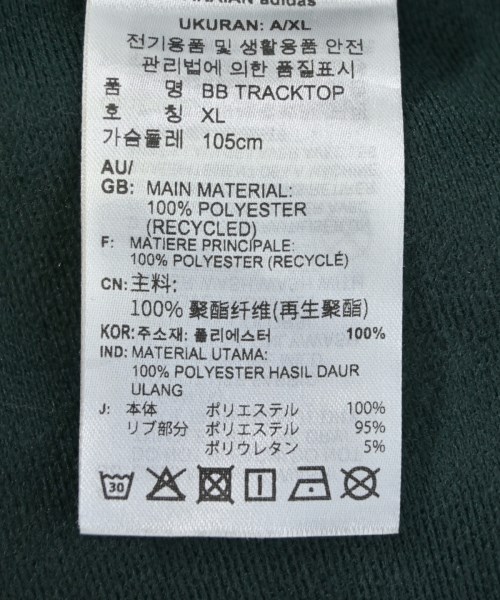 adidas
UKURAN: A/XL
전기용품 및 생활용품 안전
관리법에 의한 품질표시
품 명 BB TRACKTOP
호 칭 XL
가슴둘레 105cm
AU/
GB: MAIN MATERIAL:
100% POLYESTER
(RECYCLED)
F: MATIERE PRINCIPALE:
100% POLYESTER (RECYCLÉ)
CN: 主料:
100% 聚酯纤维(再生聚酯)
KOR: 주소재: 폴리에스터 100%
IND: MATERIAL UTAMA:
100% POLYESTER HASIL DAUR
ULANG
J: 本体 ポリエステル 100%
リブ部分 ポリエステル 95%
ポリウレタン 5%
30